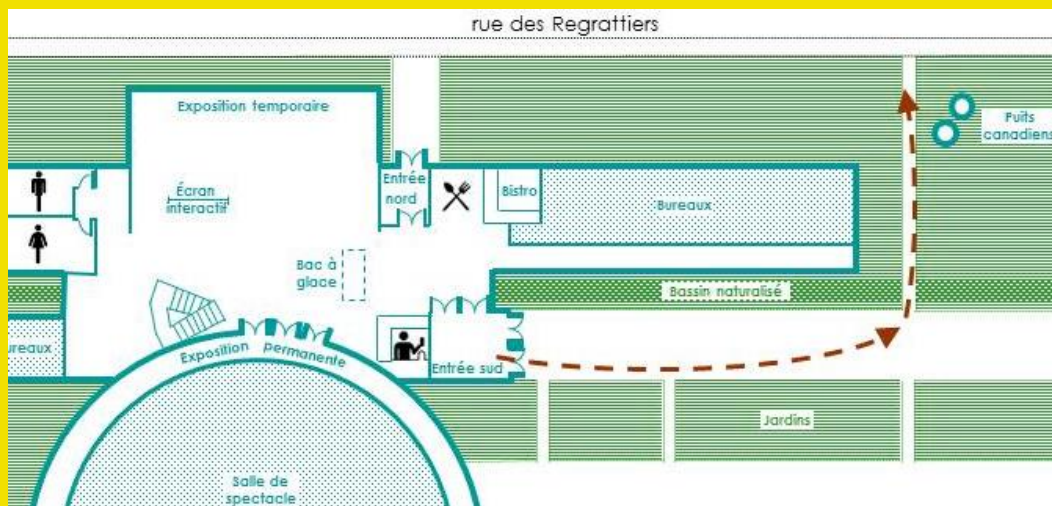 rue des Regrattiers
Exposition temporaire
Puits
canadiens
Entrée
nord
Écran
interactif
Bistro
Bureaux
Bac à
glace
Bassin naturalisé
ureaux
Exposition permanente
Entrée sud
Jardins
Salle de
spectacle